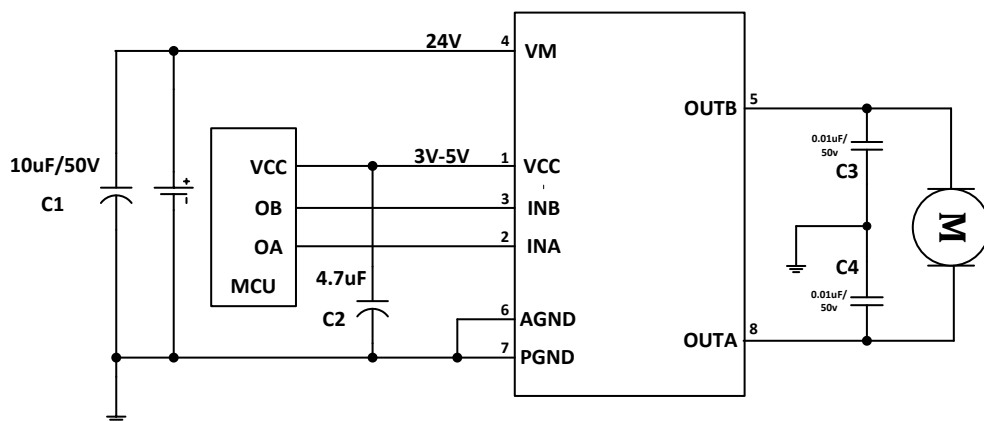 24V
4
VM
OUTB
5
10uF/50V
C1
+
-
VCC
3V-5V
1
VCC
0.01uF/
50v
C3
OB
3
INB
OA
2
INA
MCU
M
C4
4.7uF
C2
0.01uF/
50v
6
AGND
7
PGND
OUTA
8